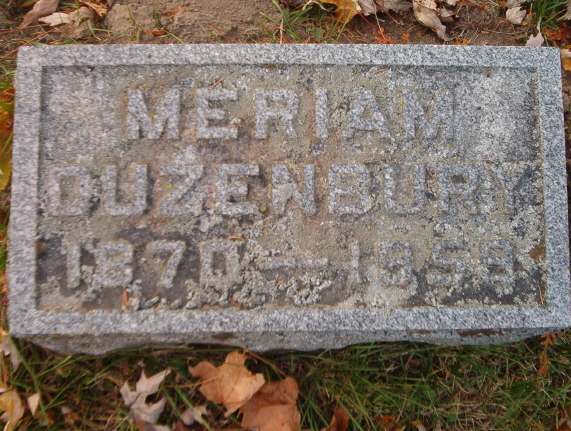 MERIAM
DUZENBURY
1870 — 1959